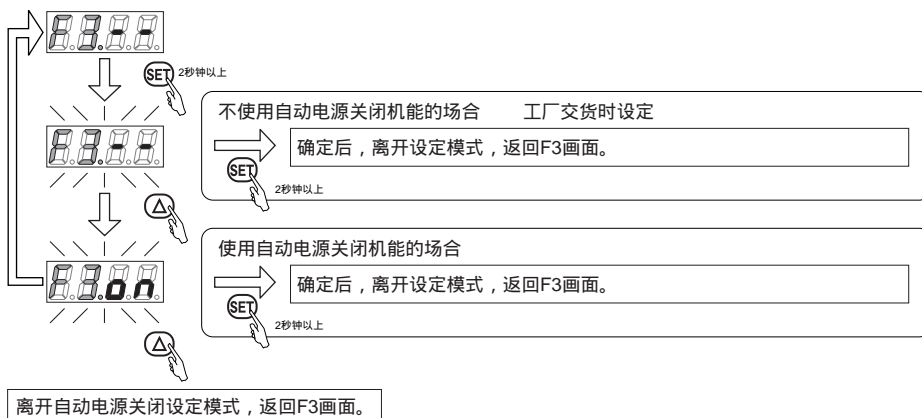 F3.--
SET 2秒钟以上
不使用自动电源关闭机能的场合 工厂交货时设定
F3.--
确定后，离开设定模式，返回F3画面。
SET
2秒钟以上
使用自动电源关闭机能的场合
F3.on
确定后，离开设定模式，返回F3画面。
SET
2秒钟以上
离开自动电源关闭设定模式，返回F3画面。